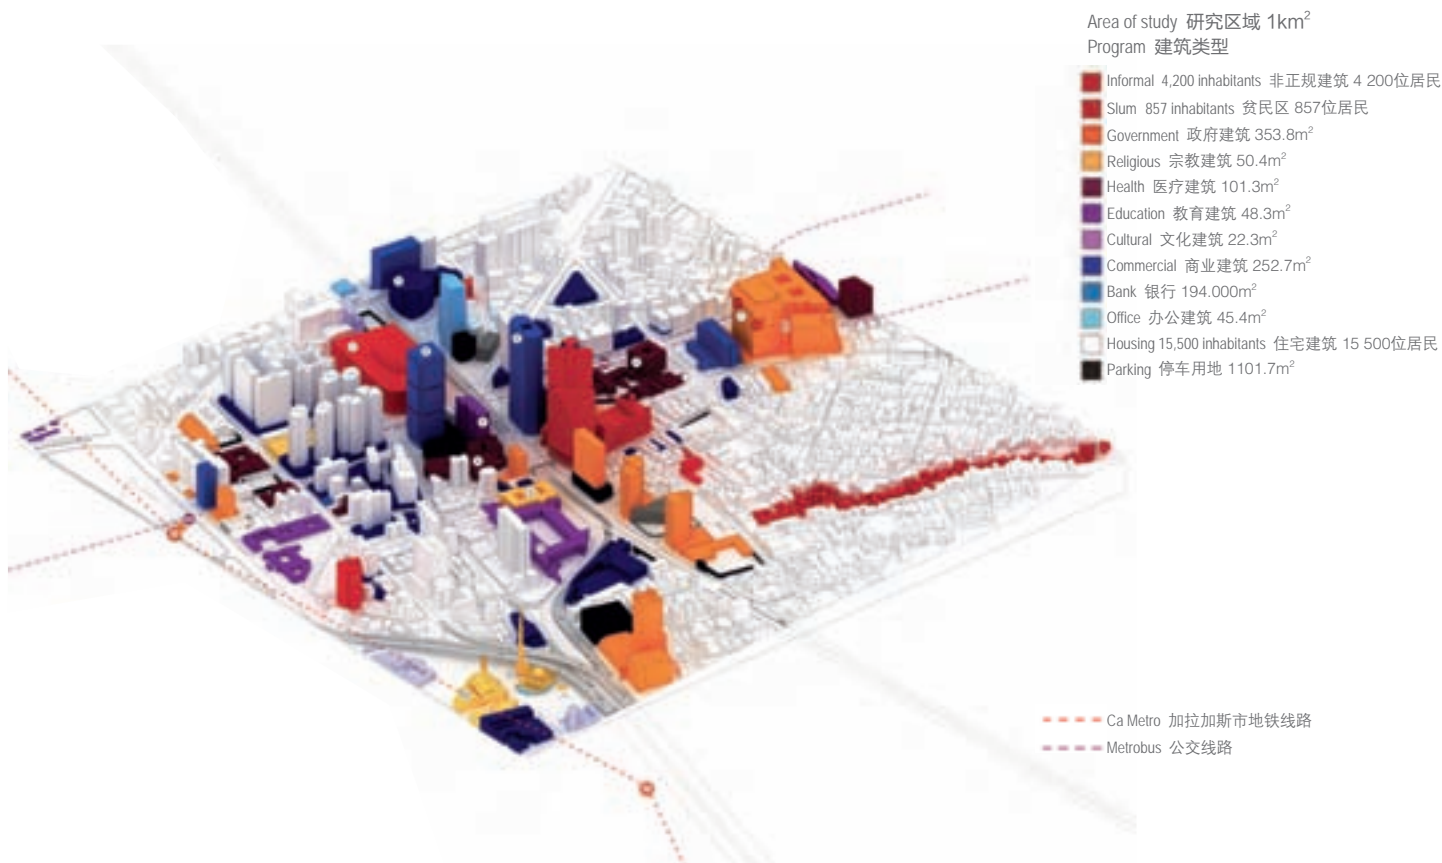 Area of study 研究区域 1km²
Program 建筑类型
Informal 4,200 inhabitants 非正规建筑 4 200位居民
Slum 857 inhabitants 贫民区 857位居民
Government 政府建筑 353.8m²
Religious 宗教建筑 50.4m²
Health 医疗建筑 101.3m²
Education 教育建筑 48.3m²
Cultural 文化建筑 22.3m²
Commercial 商业建筑 252.7m²
Bank 银行 194.000m²
Office 办公建筑 45.4m²
Housing 15,500 inhabitants 住宅建筑 15 500位居民
Parking 停车用地 1101.7m²
Ca Metro 加拉加斯市地铁线路
Metrobus 公交线路